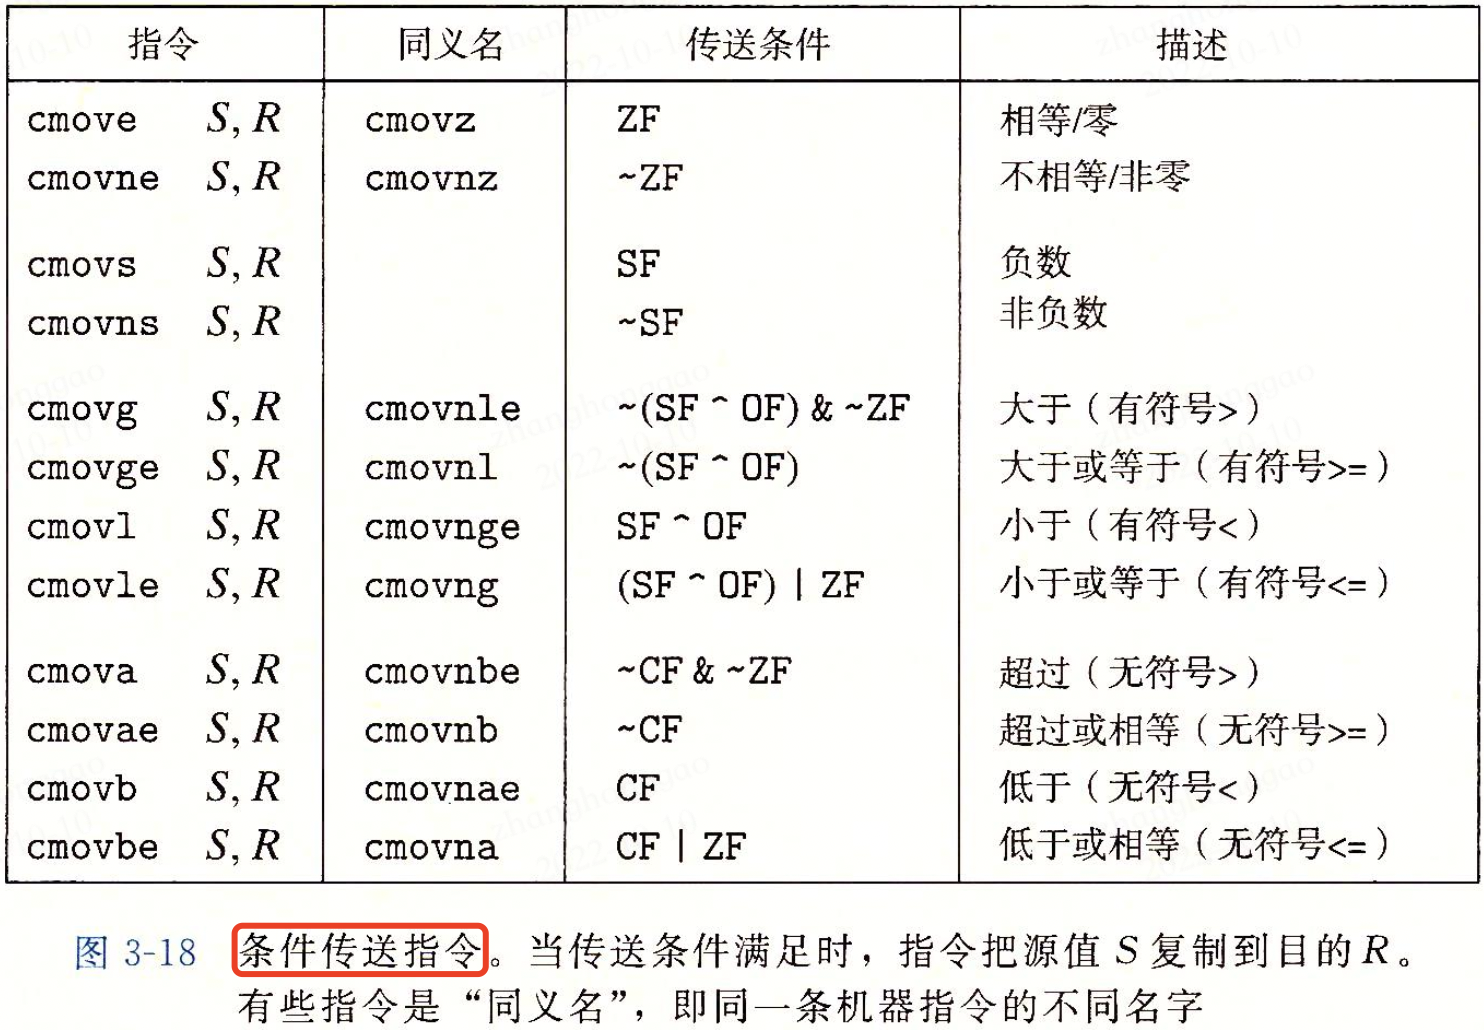 指令 同义名 传送条件 描述
cmove S, R cmovz ZF 相等/零
cmovne S, R cmovnz ~ZF 不相等/非零
cmovs S, R SF 负数
cmovns S, R ~SF 非负数
cmovg S, R cmovnle ~(SF ^ OF) & ~ZF 大于（有符号>）
cmovge S, R cmovnl ~(SF ^ OF) 大于或等于（有符号>=）
cmovl S, R cmovnge SF ^ OF 小于（有符号<）
cmovle S, R cmovng (SF ^ OF) | ZF 小于或等于（有符号<=）
cmova S, R cmovnbe ~CF & ~ZF 超过（无符号>）
cmovae S, R cmovnb ~CF 超过或相等（无符号>=）
cmovb S, R cmovnae CF 低于（无符号<）
cmovbe S, R cmovna CF | ZF 低于或相等（无符号<=）
图 3-18 条件传送指令。当传送条件满足时，指令把源值 S 复制到目的 R。
有些指令是“同义名”，即同一条机器指令的不同名字